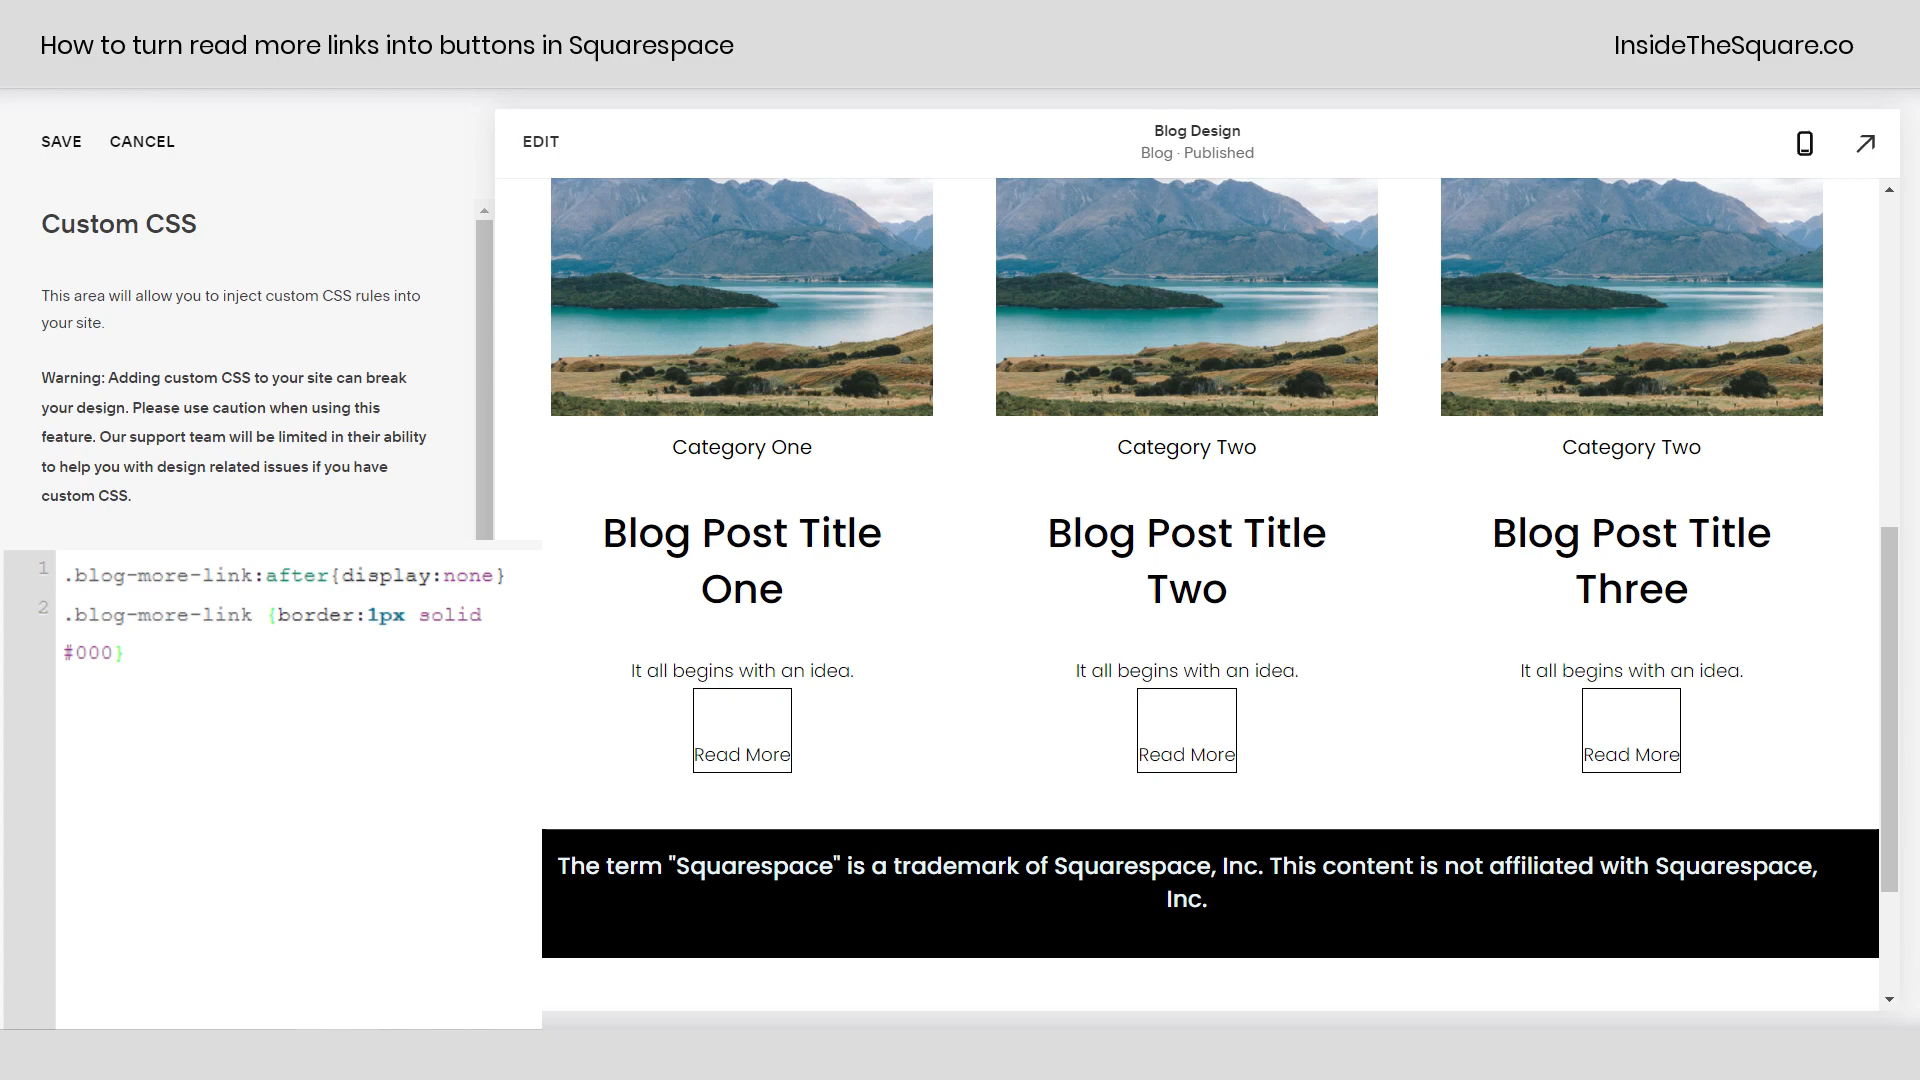 How to turn read more links into buttons in Squarespace
InsideTheSquare.co
SAVE CANCEL
EDIT
Blog Design
Blog · Published
Custom CSS
This area will allow you to inject custom CSS rules into
your site.
Warning: Adding custom CSS to your site can break
your design. Please use caution when using this
feature. Our support team will be limited in their ability
to help you with design related issues if you have
custom CSS.
1 .blog-more-link:after{display:none}
2 .blog-more-link {border:1px solid
#000}
Category One
Blog Post Title
One
It all begins with an idea.
Read More
Category Two
Blog Post Title
Two
It all begins with an idea.
Read More
Category Two
Blog Post Title
Three
It all begins with an idea.
Read More
The term "Squarespace" is a trademark of Squarespace, Inc. This content is not affiliated with Squarespace,
Inc.